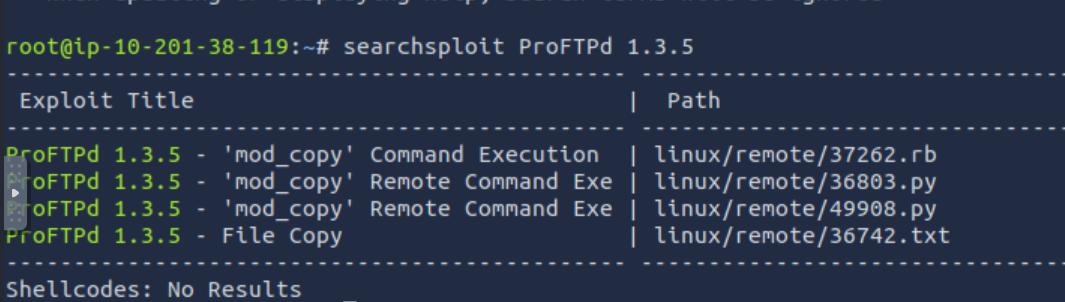 root@ip-10-201-38-119:~# searchsploit ProFTPd 1.3.5
---------------------------------------------- ---------------------------------
Exploit Title | Path
---------------------------------------------- ---------------------------------
ProFTPd 1.3.5 - 'mod_copy' Command Execution | linux/remote/37262.rb
ProFTPd 1.3.5 - 'mod_copy' Remote Command Exe | linux/remote/36803.py
ProFTPd 1.3.5 - 'mod_copy' Remote Command Exe | linux/remote/49908.py
ProFTPd 1.3.5 - File Copy | linux/remote/36742.txt
---------------------------------------------- ---------------------------------
Shellcodes: No Results